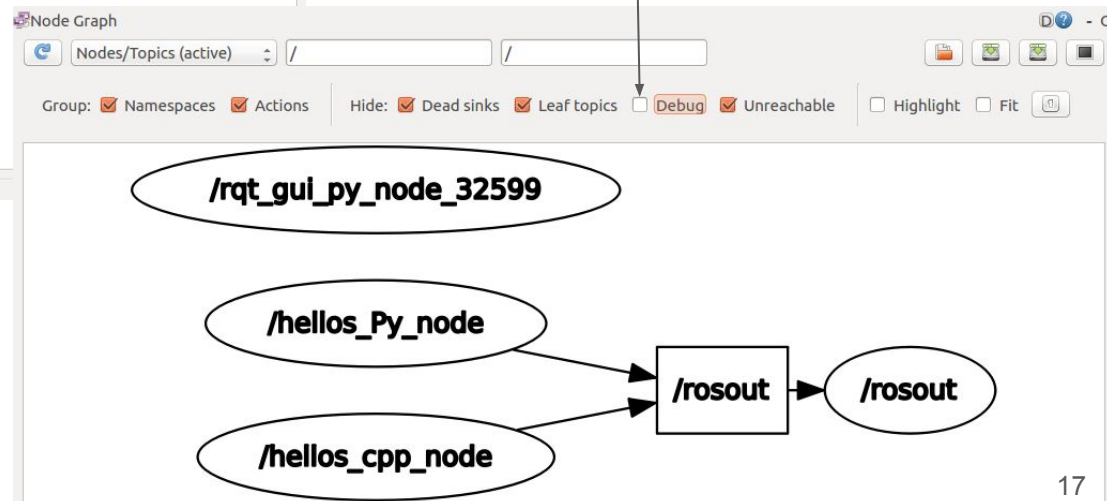 Node Graph
D - C
Nodes/Topics (active) / /
Group: Namespaces Actions Hide: Dead sinks Leaf topics Debug Unreachable Highlight Fit
/rqt_gui_py_node_32599
/hellos_Py_node
/rosout /rosout
/hellos_cpp_node
17